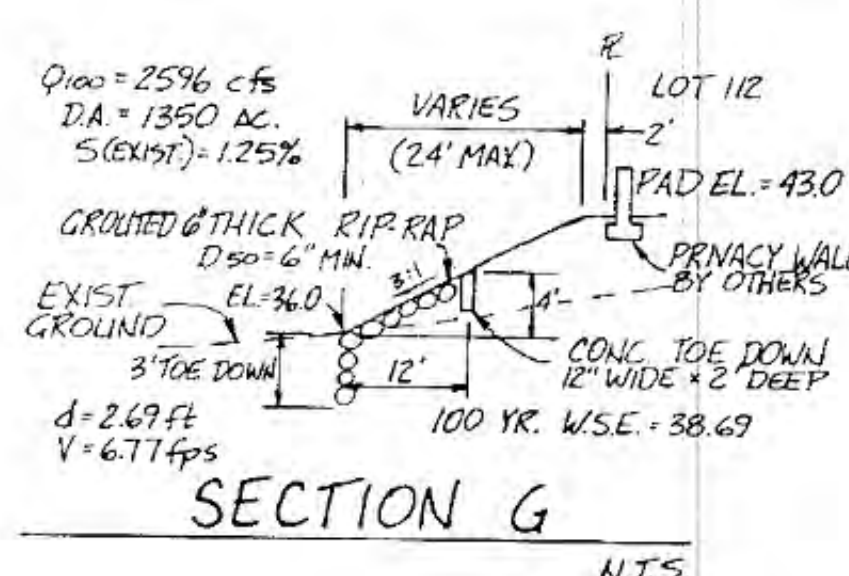 Q100 = 2596 cfs
D.A. = 1350 AC.
S(EXIST.) = 1.25%
VARIES
(24' MAX)
PL
LOT 112
2'
PAD EL. = 43.0
GROUTED 6" THICK RIP-RAP
D50 = 6" MIN.
3:1
PRIVACY WALL
BY OTHERS
EXIST.
GROUND
EL=36.0
4'
3' TOE DOWN
12'
CONC. TOE DOWN
12" WIDE × 2' DEEP
d = 2.69 ft
V = 6.77 fps
100 YR. W.S.E. = 38.69
SECTION G
N.T.S.